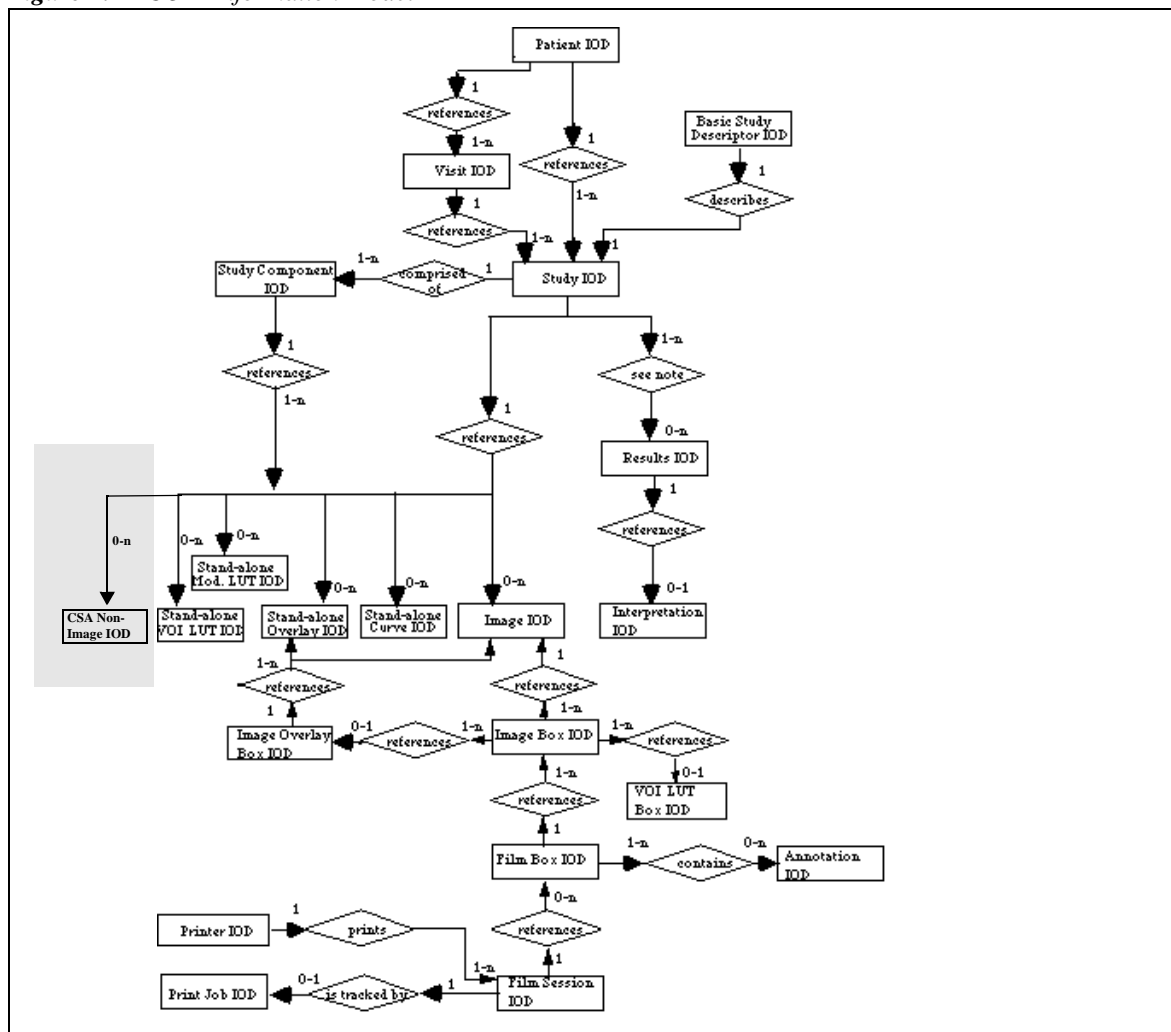 Patient IOD
1
references
1
references
Basic Study
Descriptor IOD
1-n
Visit IOD
1-n
1
describes
1
references
1-n
1
1-n
Study Component
IOD
comprised
of
1
Study IOD
1
references
1-n
1
references
1-n
see note
0-n
Results IOD
1
references
0-n
0-n
0-n
0-n
0-n
0-n
0-1
CSA Non-
Image IOD
Stand-alone
VOI LUT IOD
Stand-alone
Mod. LUT IOD
Stand-alone
Overlay IOD
Stand-alone
Curve IOD
Image IOD
Interpretation
IOD
1-n
references
1
1
references
1-n
Image Overlay
Box IOD
0-1
references
1-n
Image Box IOD
1-n
references
0-1
VOI LUT
Box IOD
1-n
references
1
Film Box IOD
1-n
contains
0-n
Annotation
IOD
0-n
references
1
Printer IOD
1
prints
1-n
Film Session
IOD
Print Job IOD
0-1
is tracked by
1